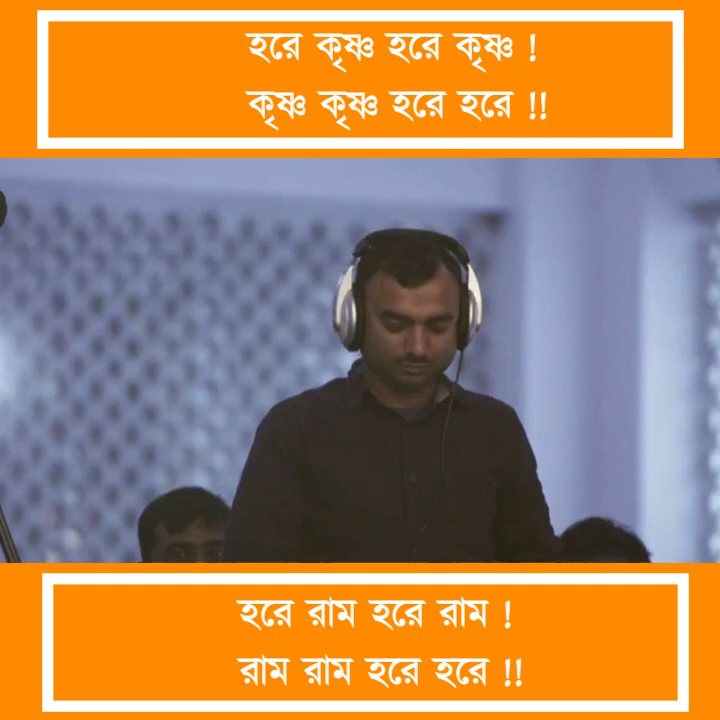 হরে কৃষ্ণ হরে কৃষ্ণ !
কৃষ্ণ কৃষ্ণ হরে হরে !!
হরে রাম হরে রাম !
রাম রাম হরে হরে !!